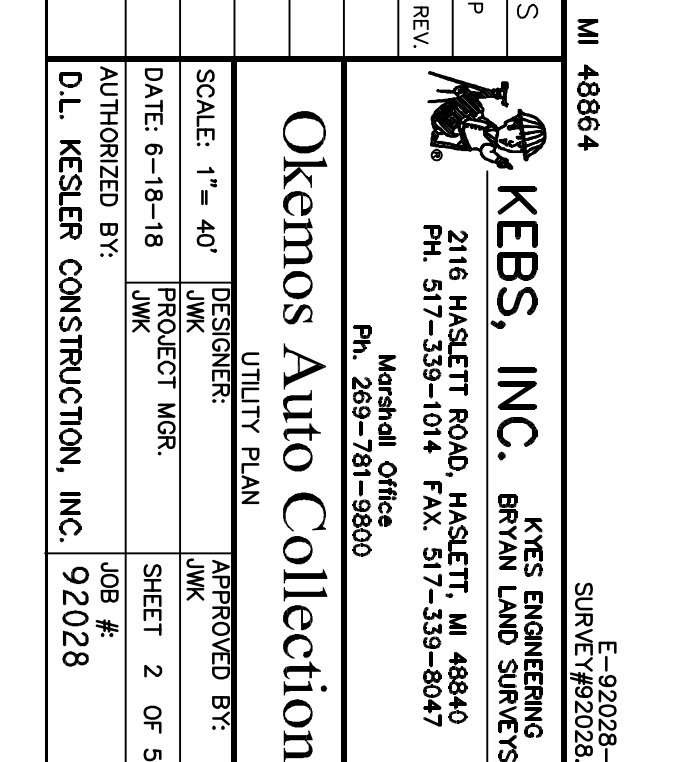 MI 48864
E-92028-
SURVEY#92028.
S
P
REV.
KEBS, INC.
KYES ENGINEERING
BRYAN LAND SURVEYS
2116 HASLETT ROAD, HASLETT, MI 48840
PH. 517-339-1014 FAX. 517-339-8047
®
Marshall Office
Ph. 269-781-9800
Okemos Auto Collection
UTILITY PLAN
SCALE: 1"= 40'
DESIGNER:
JWK
APPROVED BY:
JWK
DATE: 6-18-18
PROJECT MGR.
JWK
SHEET 2 OF 5
AUTHORIZED BY:
D.L. KESLER CONSTRUCTION, INC.
JOB #:
92028